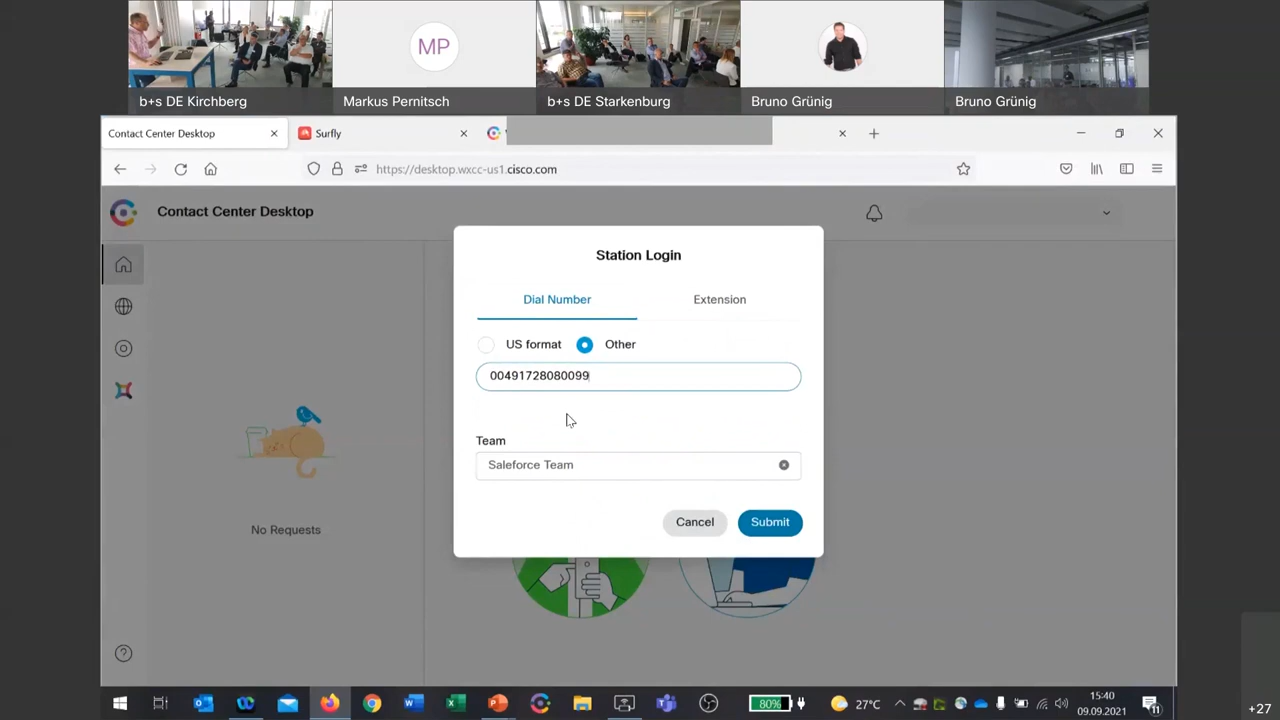 MP
b+s DE Kirchberg
Markus Pernitsch
b+s DE Starkenburg
Bruno Grünig
Bruno Grünig
Contact Center Desktop
Surfly
https://desktop.wxcc-us1.cisco.com
Contact Center Desktop
Station Login
Dial Number
Extension
US format
Other
00491728080099
Team
Saleforce Team
Cancel
Submit
No Requests
80%
27°C
15:40
09.09.2021
11
+27